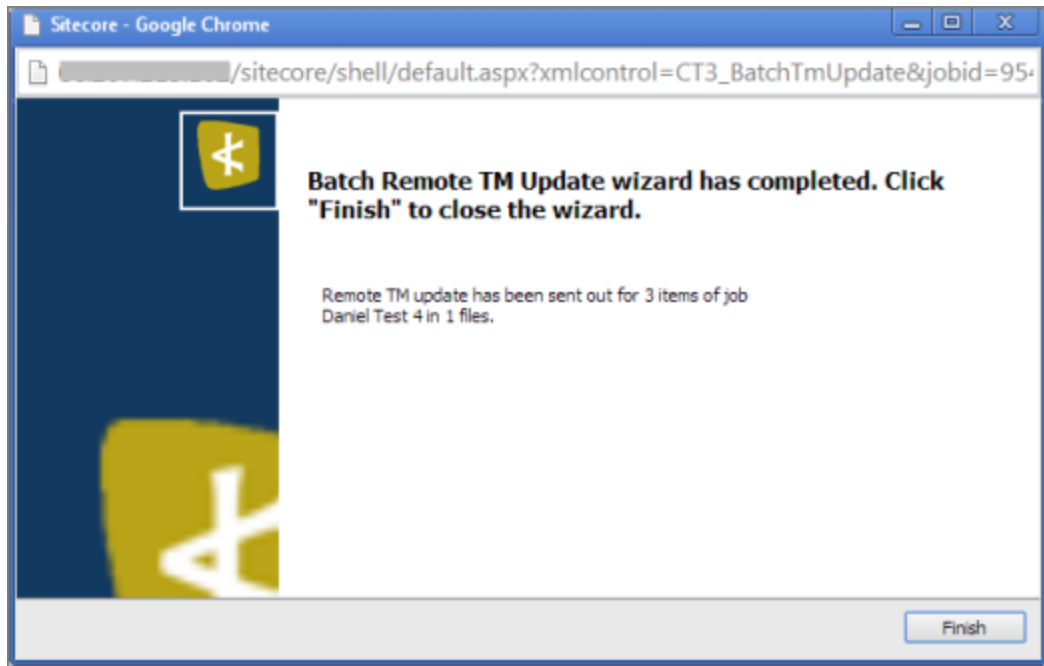 Sitecore - Google Chrome
/sitecore/shell/default.aspx?xmlcontrol=CT3_BatchTmUpdate&jobid=95
Batch Remote TM Update wizard has completed. Click
"Finish" to close the wizard.
Remote TM update has been sent out for 3 items of job
Daniel Test 4 in 1 files.
Finish